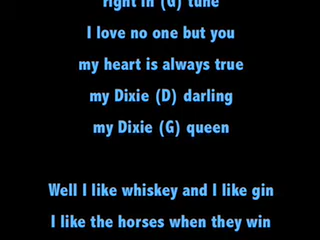 right in (G) tune
I love no one but you
my heart is always true
my Dixie (D) darling
my Dixie (G) queen
Well I like whiskey and I like gin
I like the horses when they win